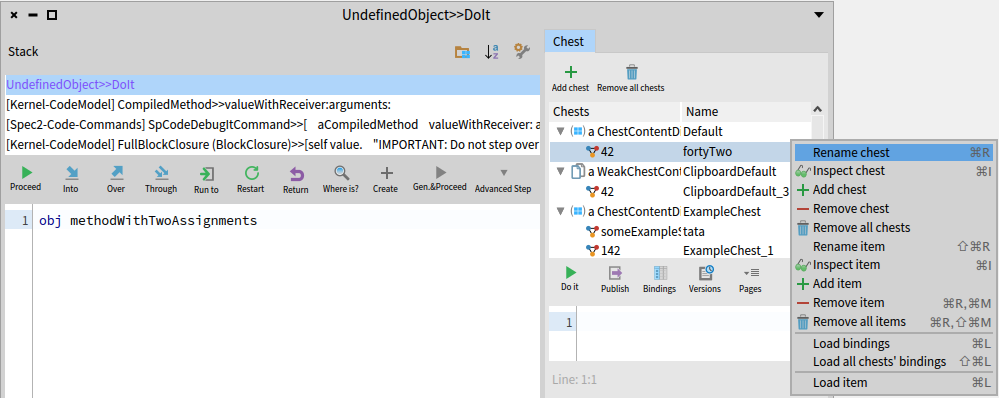 UndefinedObject>>DoIt
Stack
UndefinedObject>>DoIt
[Kernel-CodeModel] CompiledMethod>>valueWithReceiver:arguments:
[Spec2-Code-Commands] SpCodeDebugItCommand>>[ aCompiledMethod valueWithReceiver: a
[Kernel-CodeModel] FullBlockClosure (BlockClosure)>>[self value. "IMPORTANT: Do not step over
Proceed Into Over Through Run to Restart Return Where is? Create Gen.&Proceed Advanced Step
1 obj methodWithTwoAssignments
Chest
Add chest Remove all chests
Chests Name
a ChestContentDi Default
42 fortyTwo
a WeakChestCont ClipboardDefault
42 ClipboardDefault_3
a ChestContentDi ExampleChest
someExampleS tata
142 ExampleChest_1
Do it Publish Bindings Versions Pages
1
Line: 1:1
Rename chest ⌘R
Inspect chest ⌘I
Add chest
Remove chest
Remove all chests
Rename item ⇧⌘R
Inspect item ⌘I
Add item
Remove item ⌘R,⌘M
Remove all items ⌘R,⇧⌘M
Load bindings ⌘L
Load all chests' bindings ⇧⌘L
Load item ⌘L